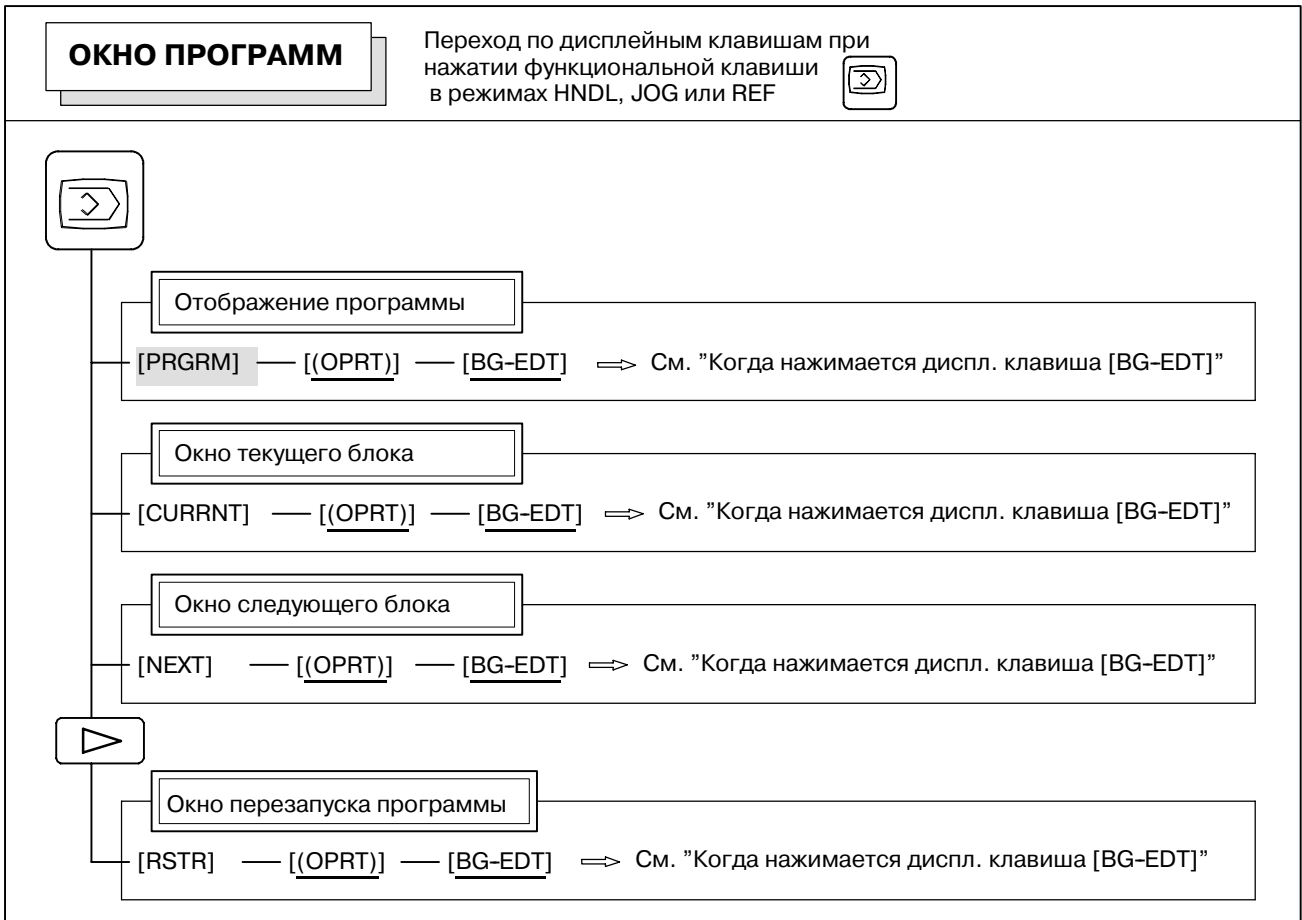 ОКНО ПРОГРАММ
Переход по дисплейным клавишам при
нажатии функциональной клавиши
в режимах HNDL, JOG или REF
Отображение программы
[PRGRM] [(OPRT)] [BG-EDT] См. ”Когда нажимается диспл. клавиша [BG-EDT]”
Окно текущего блока
[CURRNT] [(OPRT)] [BG-EDT] См. ”Когда нажимается диспл. клавиша [BG-EDT]”
Окно следующего блока
[NEXT] [(OPRT)] [BG-EDT] См. ”Когда нажимается диспл. клавиша [BG-EDT]”
Окно перезапуска программы
[RSTR] [(OPRT)] [BG-EDT] См. ”Когда нажимается диспл. клавиша [BG-EDT]”